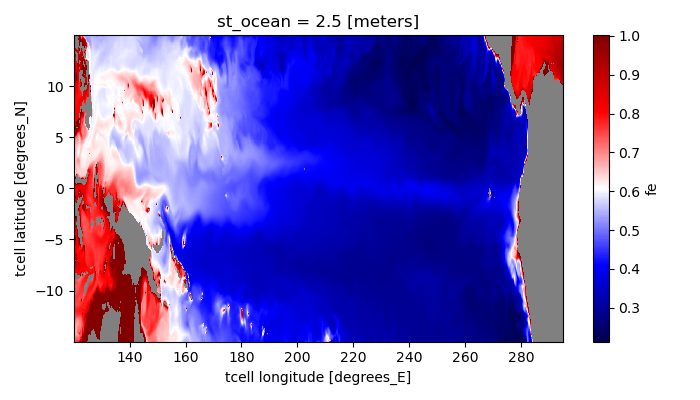 st_ocean = 2.5 [meters]
tcell latitude [degrees_N]
10
5
0
−5
−10
140 160 180 200 220 240 260 280
tcell longitude [degrees_E]
1.0
0.9
0.8
0.7
0.6
0.5
0.4
0.3
fe